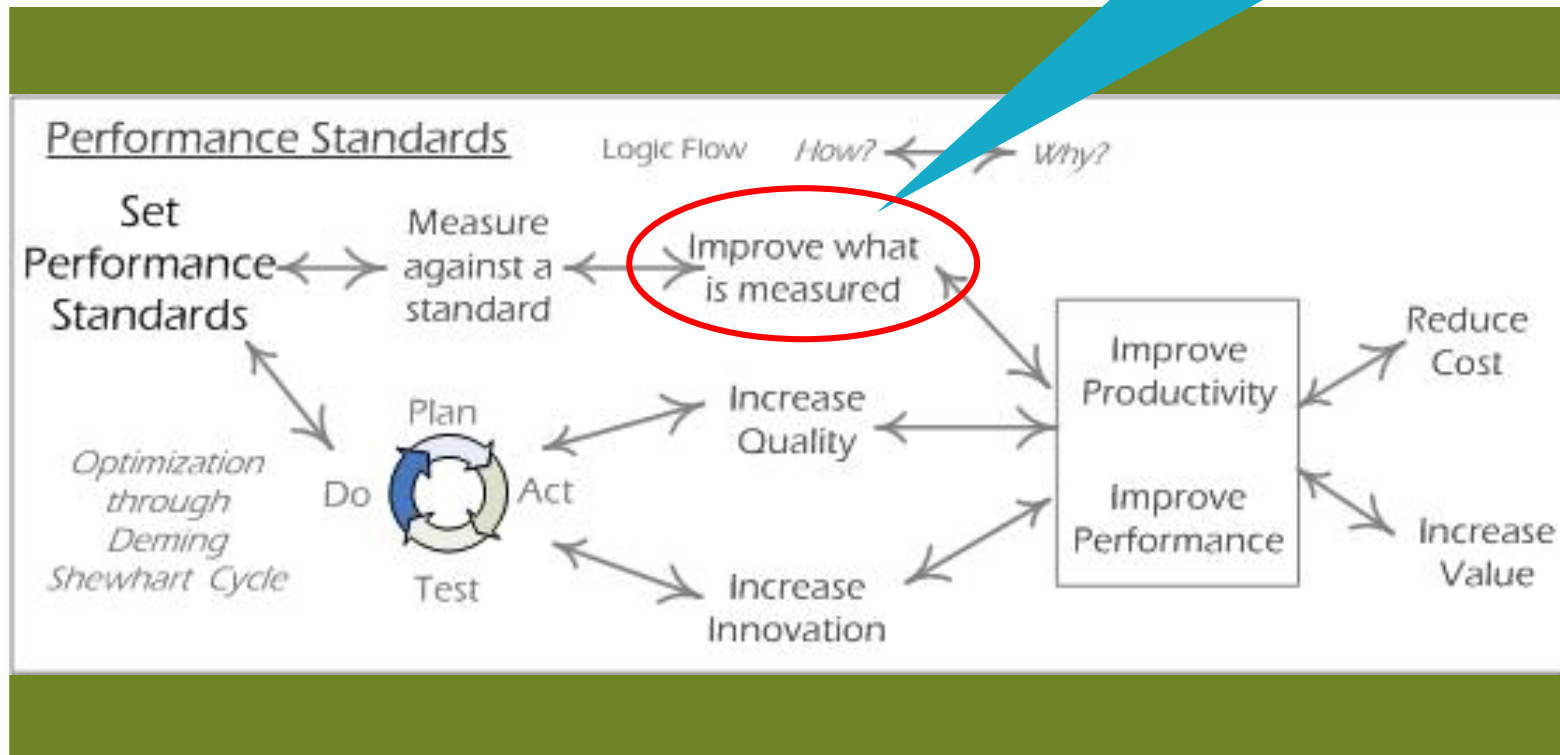 Performance Standards
Logic Flow How? Why?
Set
Performance
Standards
Measure
against a
standard
Improve what
is measured
Improve
Productivity
Improve
Performance
Reduce
Cost
Increase
Value
Increase
Quality
Increase
Innovation
Plan
Do
Act
Test
Optimization
through
Deming
Shewhart Cycle